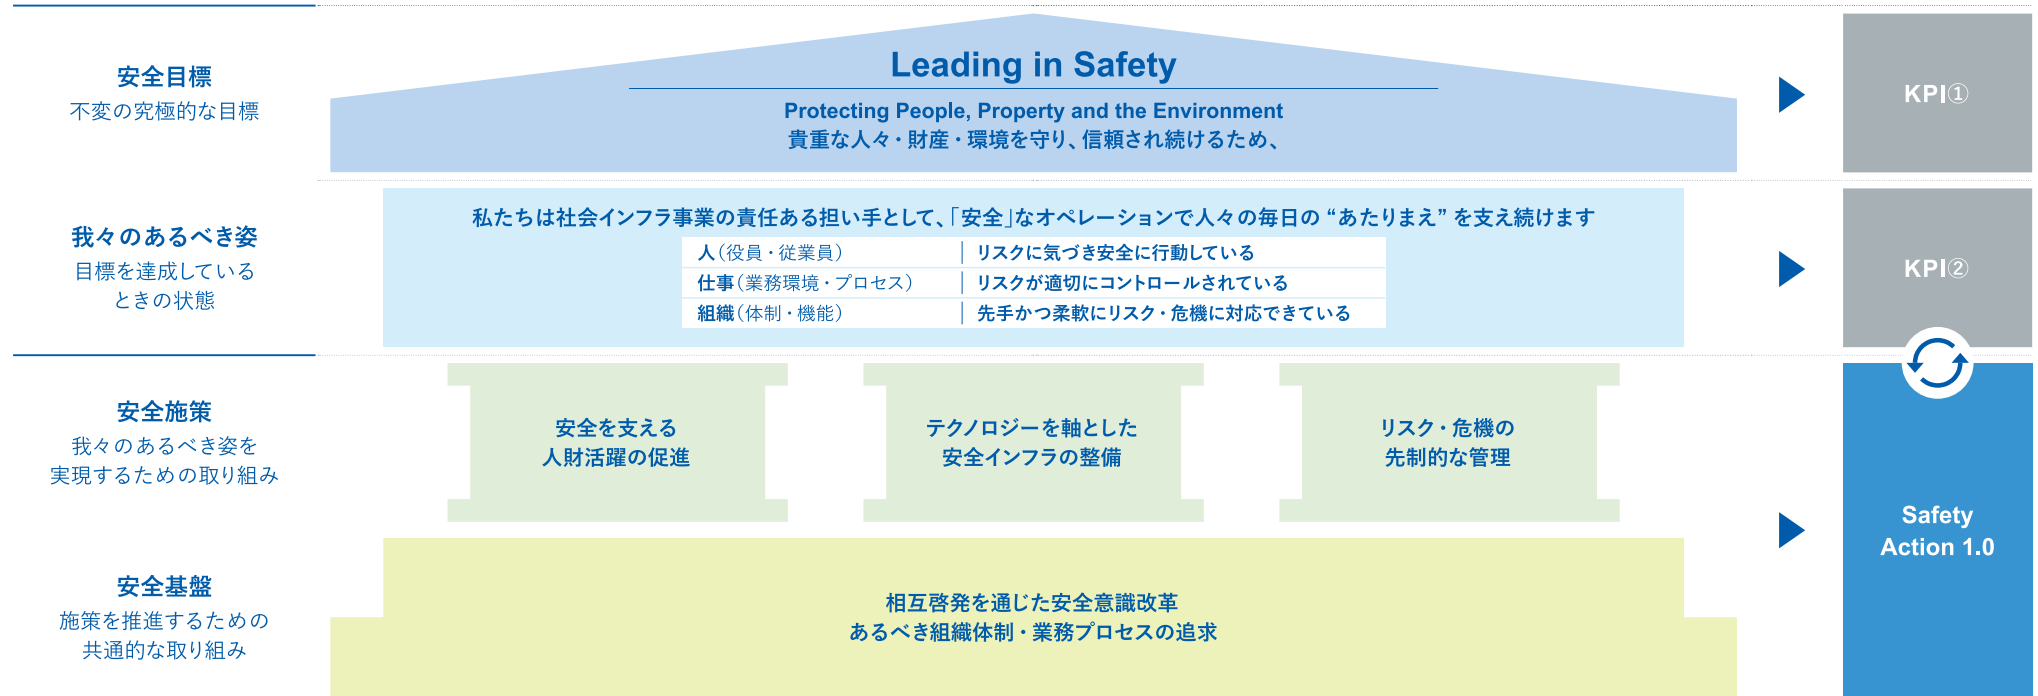 安全目標
不変の究極的な目標
Leading in Safety
Protecting People, Property and the Environment
貴重な人々・財産・環境を守り、信頼され続けるため、
KPI①
我々のあるべき姿
目標を達成している
ときの状態
私たちは社会インフラ事業の責任ある担い手として、「安全」なオペレーションで人々の毎日の “あたりまえ” を支え続けます
人（役員・従業員） リスクに気づき安全に行動している
仕事（業務環境・プロセス） リスクが適切にコントロールされている
組織（体制・機能） 先手かつ柔軟にリスク・危機に対応できている
KPI②
安全施策
我々のあるべき姿を
実現するための取り組み
安全を支える
人財活躍の促進
テクノロジーを軸とした
安全インフラの整備
リスク・危機の
先制的な管理
安全基盤
施策を推進するための
共通的な取り組み
相互啓発を通じた安全意識改革
あるべき組織体制・業務プロセスの追求
Safety
Action 1.0